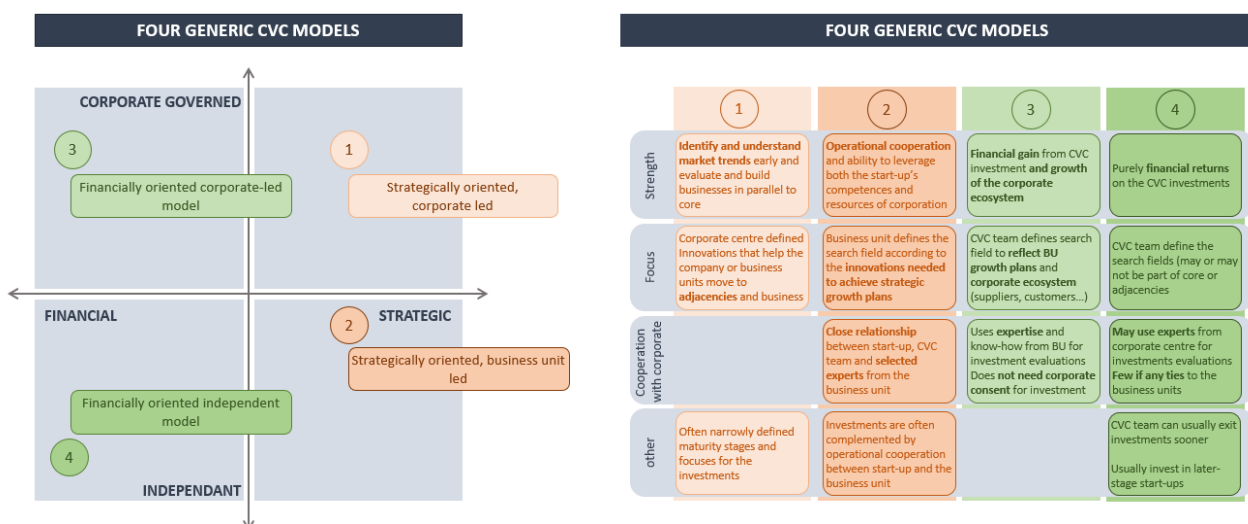 FOUR GENERIC CVC MODELS
CORPORATE GOVERNED
3
1
Financially oriented corporate-led
model
Strategically oriented,
corporate led
FINANCIAL
STRATEGIC
2
Strategically oriented, business unit
led
Financially oriented independent
model
4
INDEPENDANT
FOUR GENERIC CVC MODELS
1
2
3
4
Strength
Identify and understand
market trends early and
evaluate and build
businesses in parallel to
core
Operational cooperation
and ability to leverage
both the start-up's
competences and
resources of corporation
Financial gain from CVC
investment and growth
of the corporate
ecosystem
Purely financial returns
on the CVC investments
Focus
Corporate centre defined
Innovations that help the
company or business
units move to
adjacencies and business
Business unit defines the
search field according to
the innovations needed
to achieve strategic
growth plans
CVC team defines search
field to reflect BU
growth plans and
corporate ecosystem
(suppliers, customers...)
CVC team define the
search fields (may or may
not be part of core or
adjacencies
Cooperation
with corporate
Close relationship
between start-up, CVC
team and selected
experts from the
business unit
Uses expertise and
know-how from BU for
investment evaluations
Does not need corporate
consent for investment
May use experts from
corporate centre for
investments evaluations
Few if any ties to the
business units
other
Often narrowly defined
maturity stages and
focuses for the
investments
Investments are often
complemented by
operational cooperation
between start-up and the
business unit
CVC team can usually exit
investments sooner
Usually invest in later-
stage start-ups